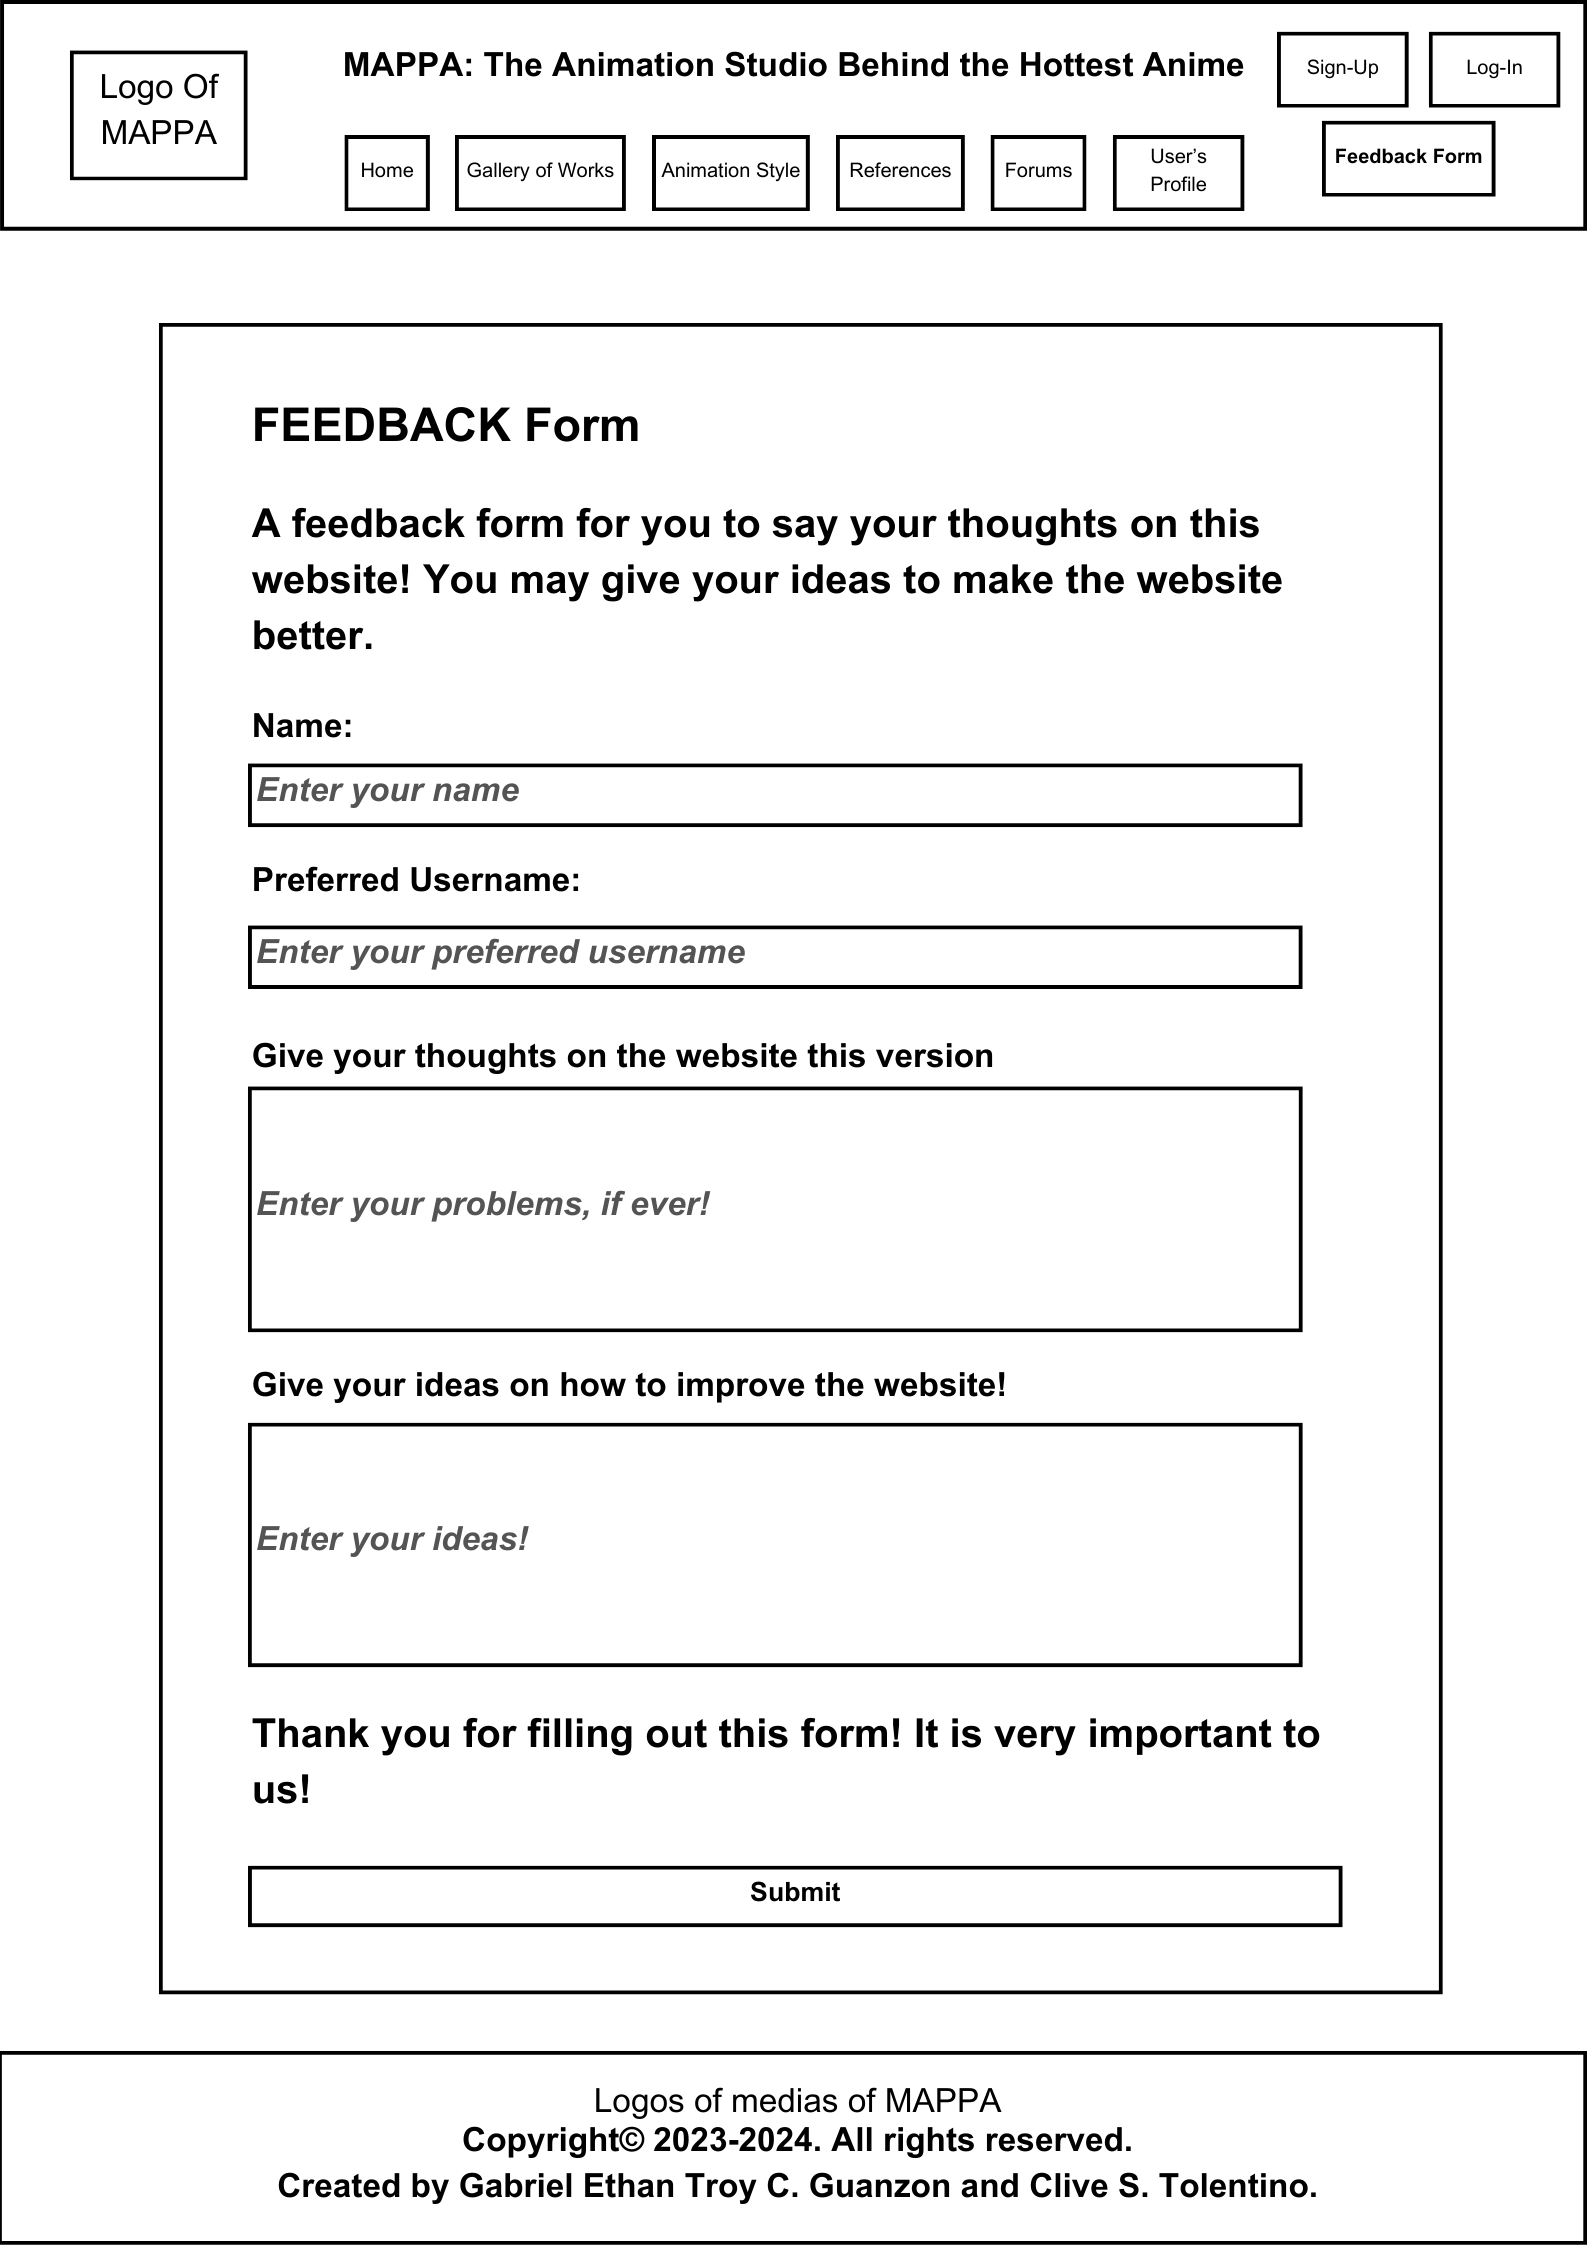 Logo Of
MAPPA
MAPPA: The Animation Studio Behind the Hottest Anime
Sign-Up
Log-In
Home
Gallery of Works
Animation Style
References
Forums
User’s
Profile
Feedback Form
FEEDBACK Form
A feedback form for you to say your thoughts on this
website! You may give your ideas to make the website
better.
Name:
Enter your name
Preferred Username:
Enter your preferred username
Give your thoughts on the website this version
Enter your problems, if ever!
Give your ideas on how to improve the website!
Enter your ideas!
Thank you for filling out this form! It is very important to
us!
Submit
Logos of medias of MAPPA
Copyright© 2023-2024. All rights reserved.
Created by Gabriel Ethan Troy C. Guanzon and Clive S. Tolentino.